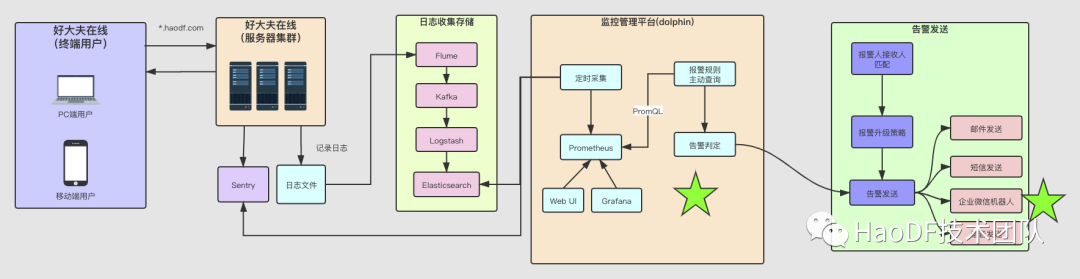 好大夫在线
（终端用户）
PC端用户
移动端用户
*.haodf.com
好大夫在线
（服务器集群）
记录日志
Sentry
日志文件
日志收集存储
Flume
Kafka
Logstash
Elasticsearch
监控管理平台(dolphin)
定时采集
报警规则
主动查询
PromQL
Prometheus
告警判定
Web UI
Grafana
告警发送
报警人接收人
匹配
报警升级策略
告警发送
邮件发送
短信发送
企业微信机器人
HaoDF技术团队